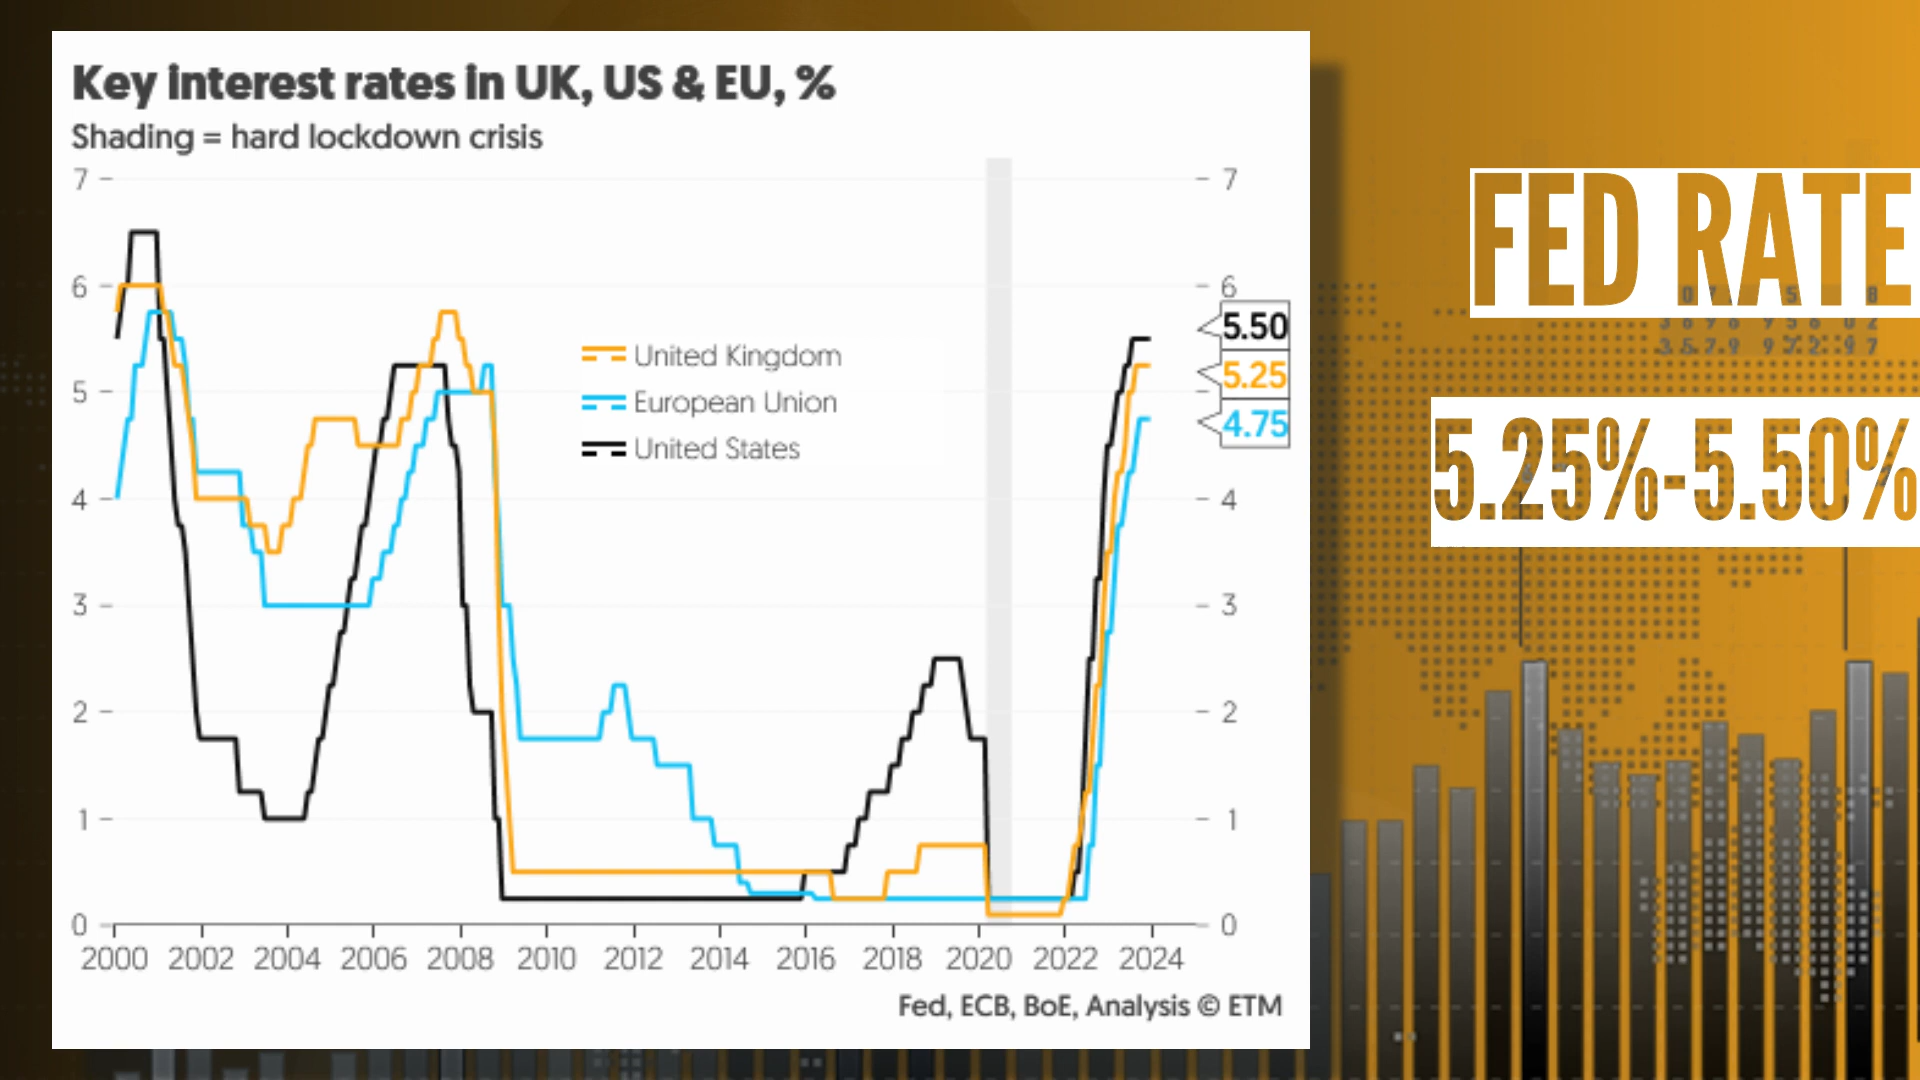 Key interest rates in UK, US & EU, %
Shading = hard lockdown crisis
7
6
5
4
3
2
1
0
7
6
4
3
2
1
0
5.50
5.25
4.75
United Kingdom
European Union
United States
2000 2002 2004 2006 2008 2010 2012 2014 2016 2018 2020 2022 2024
Fed, ECB, BoE, Analysis © ETM
FED RATE
5.25%-5.50%